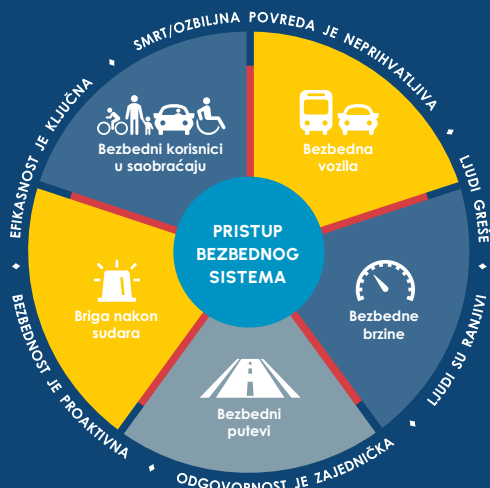 SMRT/OZBILJNA POVREDA JE NEPRIHVATLJIVA
LJUDI GREŠE
LJUDI SU RANJIVI
ODGOVORNOST JE ZAJEDNIČKA
BEZBEDNOST JE PROAKTIVNA
EFIKASNOST JE KLJUČNA
Bezbedni korisnici
u saobraćaju
Bezbedna
vozila
Bezbedne
brzine
Bezbedni
putevi
Briga nakon
sudara
PRISTUP
BEZBEDNOG
SISTEMA